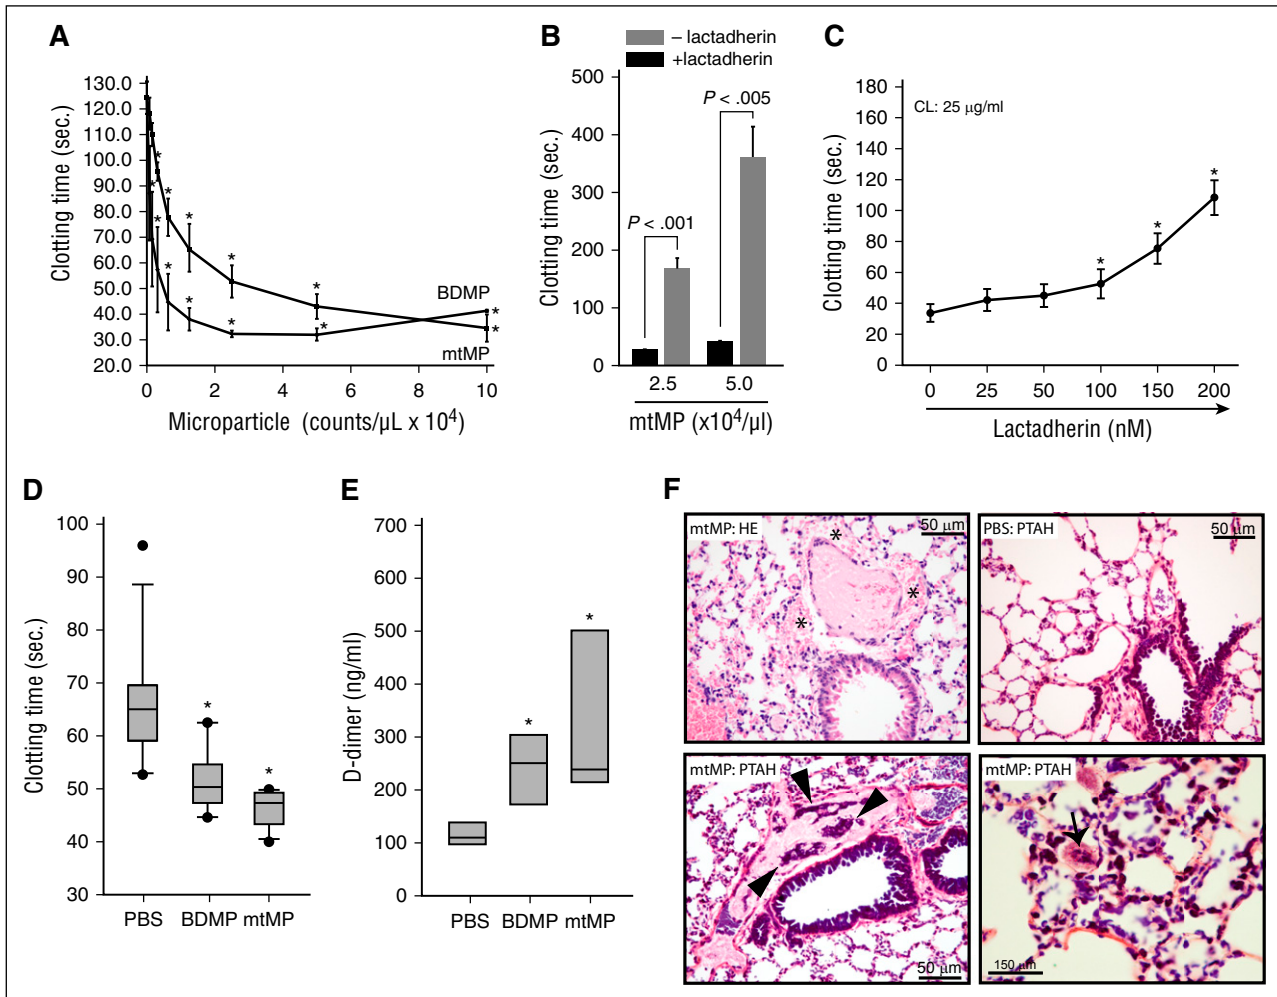 A
130.0
120.0
110.0
100.0
90.0
80.0
70.0
60.0
50.0
40.0
30.0
20.0
Clotting time (sec.)
* * * * * * *
* * * * * * *
BDMP
mtMP
0 2 4 6 8 10
Microparticle (counts/µL x 10⁴)
B
– lactadherin
+lactadherin
500
400
300
200
100
0
Clotting time (sec.)
P < .001
P < .005
2.5 5.0
mtMP (x10⁴/µl)
C
CL: 25 µg/ml
180
160
140
120
100
80
60
40
20
0
Clotting time (sec.)
* * *
0 25 50 100 150 200
Lactadherin (nM)
D
100
90
80
70
60
50
40
30
Clotting time (sec.)
* *
PBS BDMP mtMP
E
700
600
500
400
300
200
100
0
D-dimer (ng/ml)
* *
PBS BDMP mtMP
F
mtMP: HE
50 µm
* * *
PBS: PTAH
50 µm
mtMP: PTAH
50 µm
mtMP: PTAH
150 µm